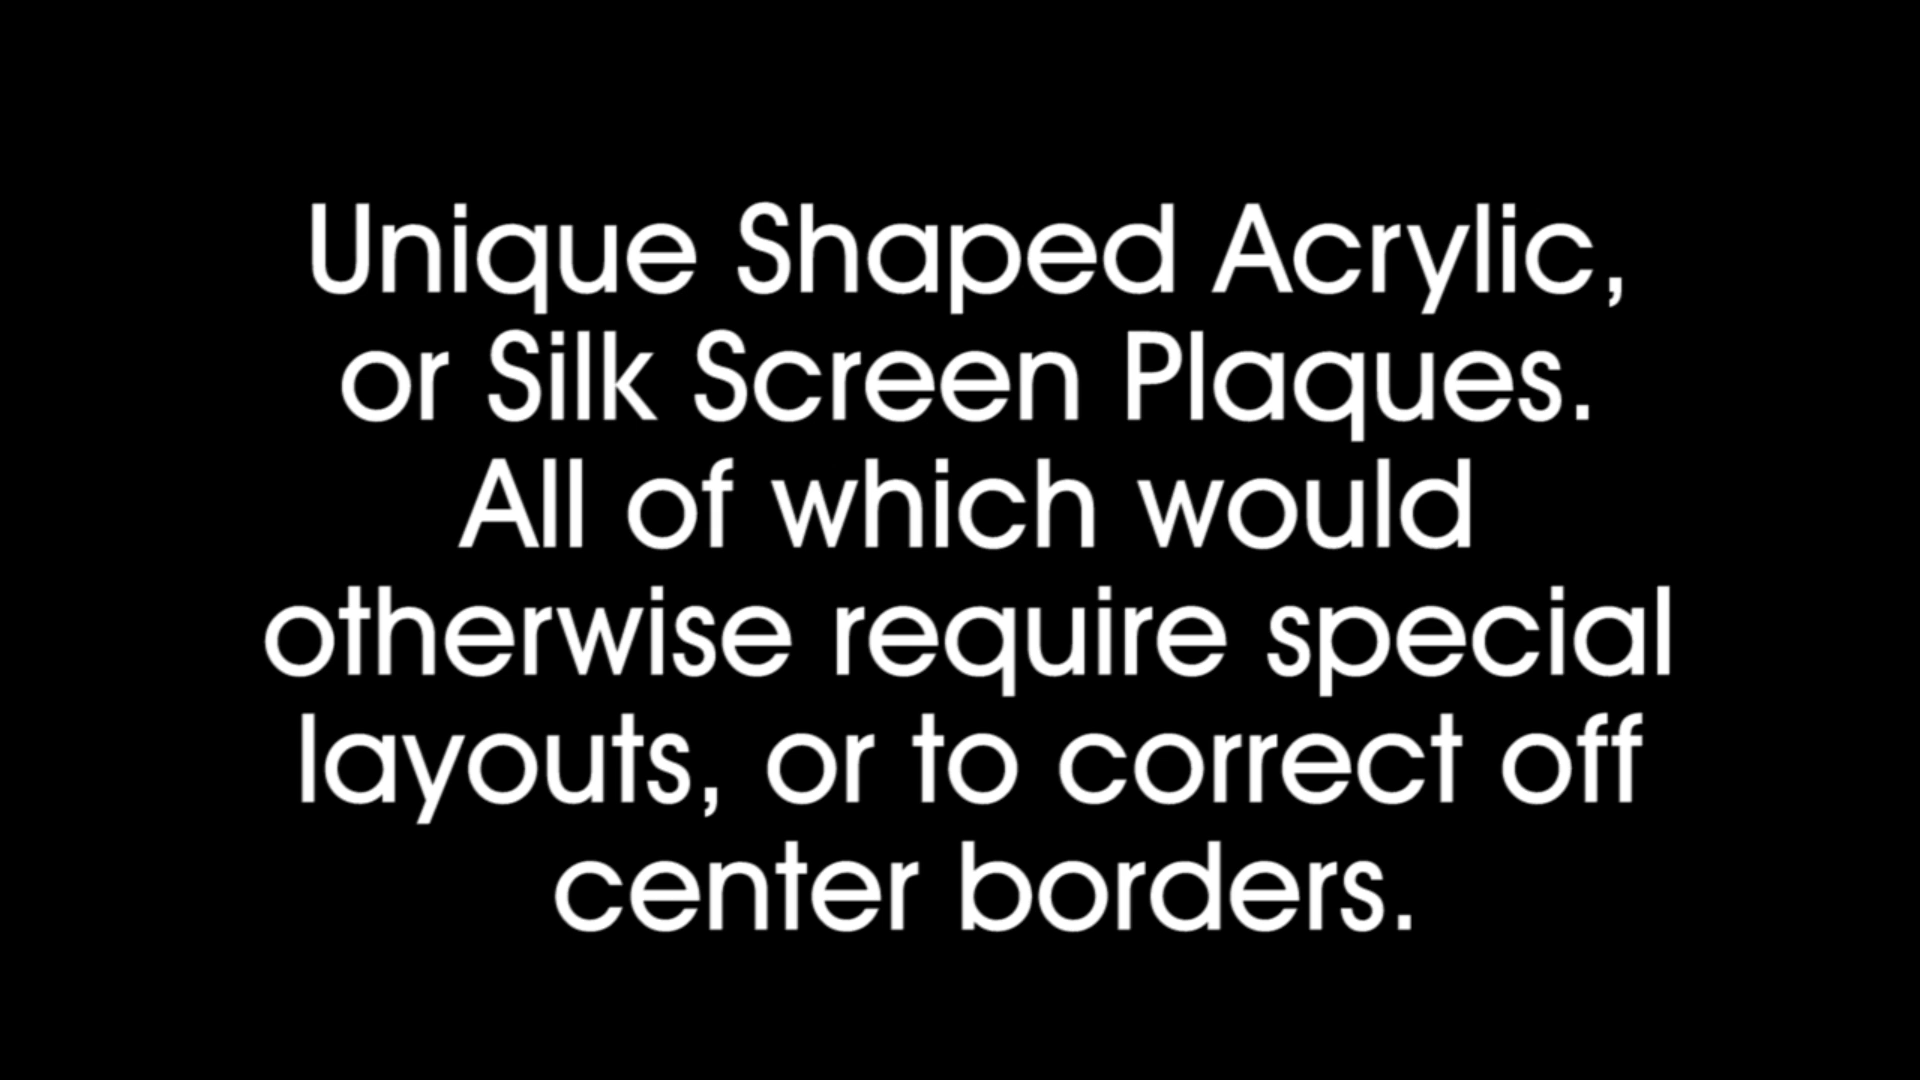 Unique Shaped Acrylic,
or Silk Screen Plaques.
All of which would
otherwise require special
layouts, or to correct off
center borders.